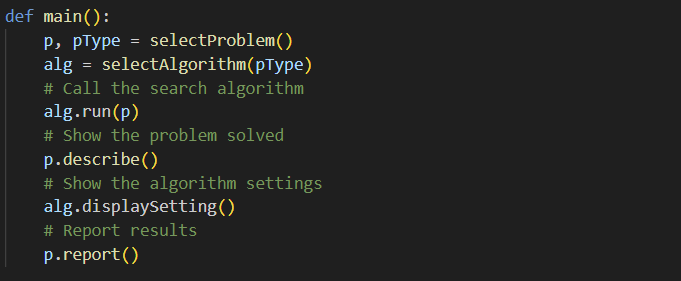 def main():
    p, pType = selectProblem()
    alg = selectAlgorithm(pType)
    # Call the search algorithm
    alg.run(p)
    # Show the problem solved
    p.describe()
    # Show the algorithm settings
    alg.displaySetting()
    # Report results
    p.report()